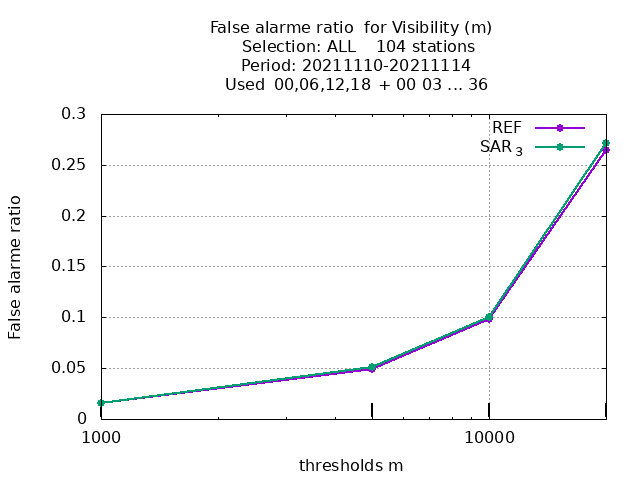 False alarme ratio  for Visibility (m)
Selection: ALL    104 stations
Period: 20211110-20211114
Used  00,06,12,18 + 00 03 ... 36
REF
SAR 3
0.3
0.25
0.2
0.15
0.1
0.05
0
False alarme ratio
1000
10000
thresholds m